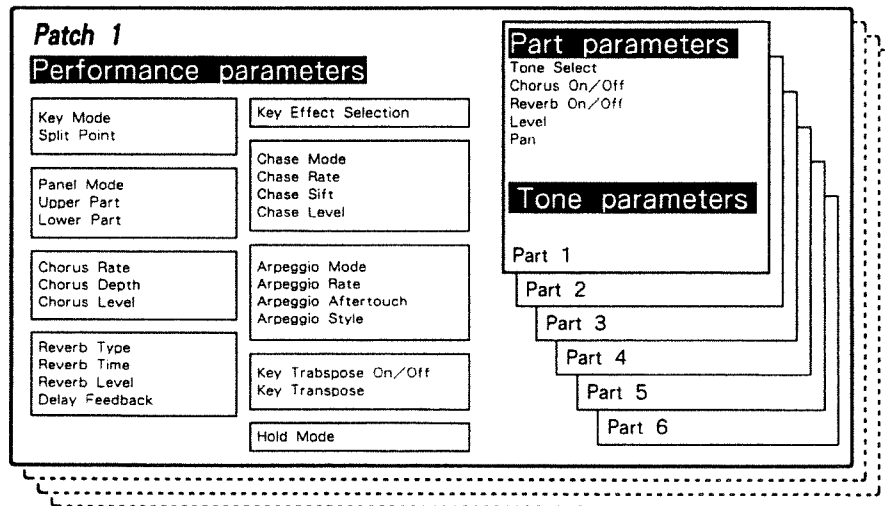 Patch 1
Performance parameters
Key Mode
Split Point
Panel Mode
Upper Part
Lower Part
Chorus Rate
Chorus Depth
Chorus Level
Reverb Type
Reverb Time
Reverb Level
Delay Feedback
Key Effect Selection
Chase Mode
Chase Rate
Chase Sift
Chase Level
Arpeggio Mode
Arpeggio Rate
Arpeggio Aftertouch
Arpeggio Style
Key Trabspose On/Off
Key Transpose
Hold Mode
Part parameters
Tone Select
Chorus On/Off
Reverb On/Off
Level
Pan
Tone parameters
Part 1
Part 2
Part 3
Part 4
Part 5
Part 6